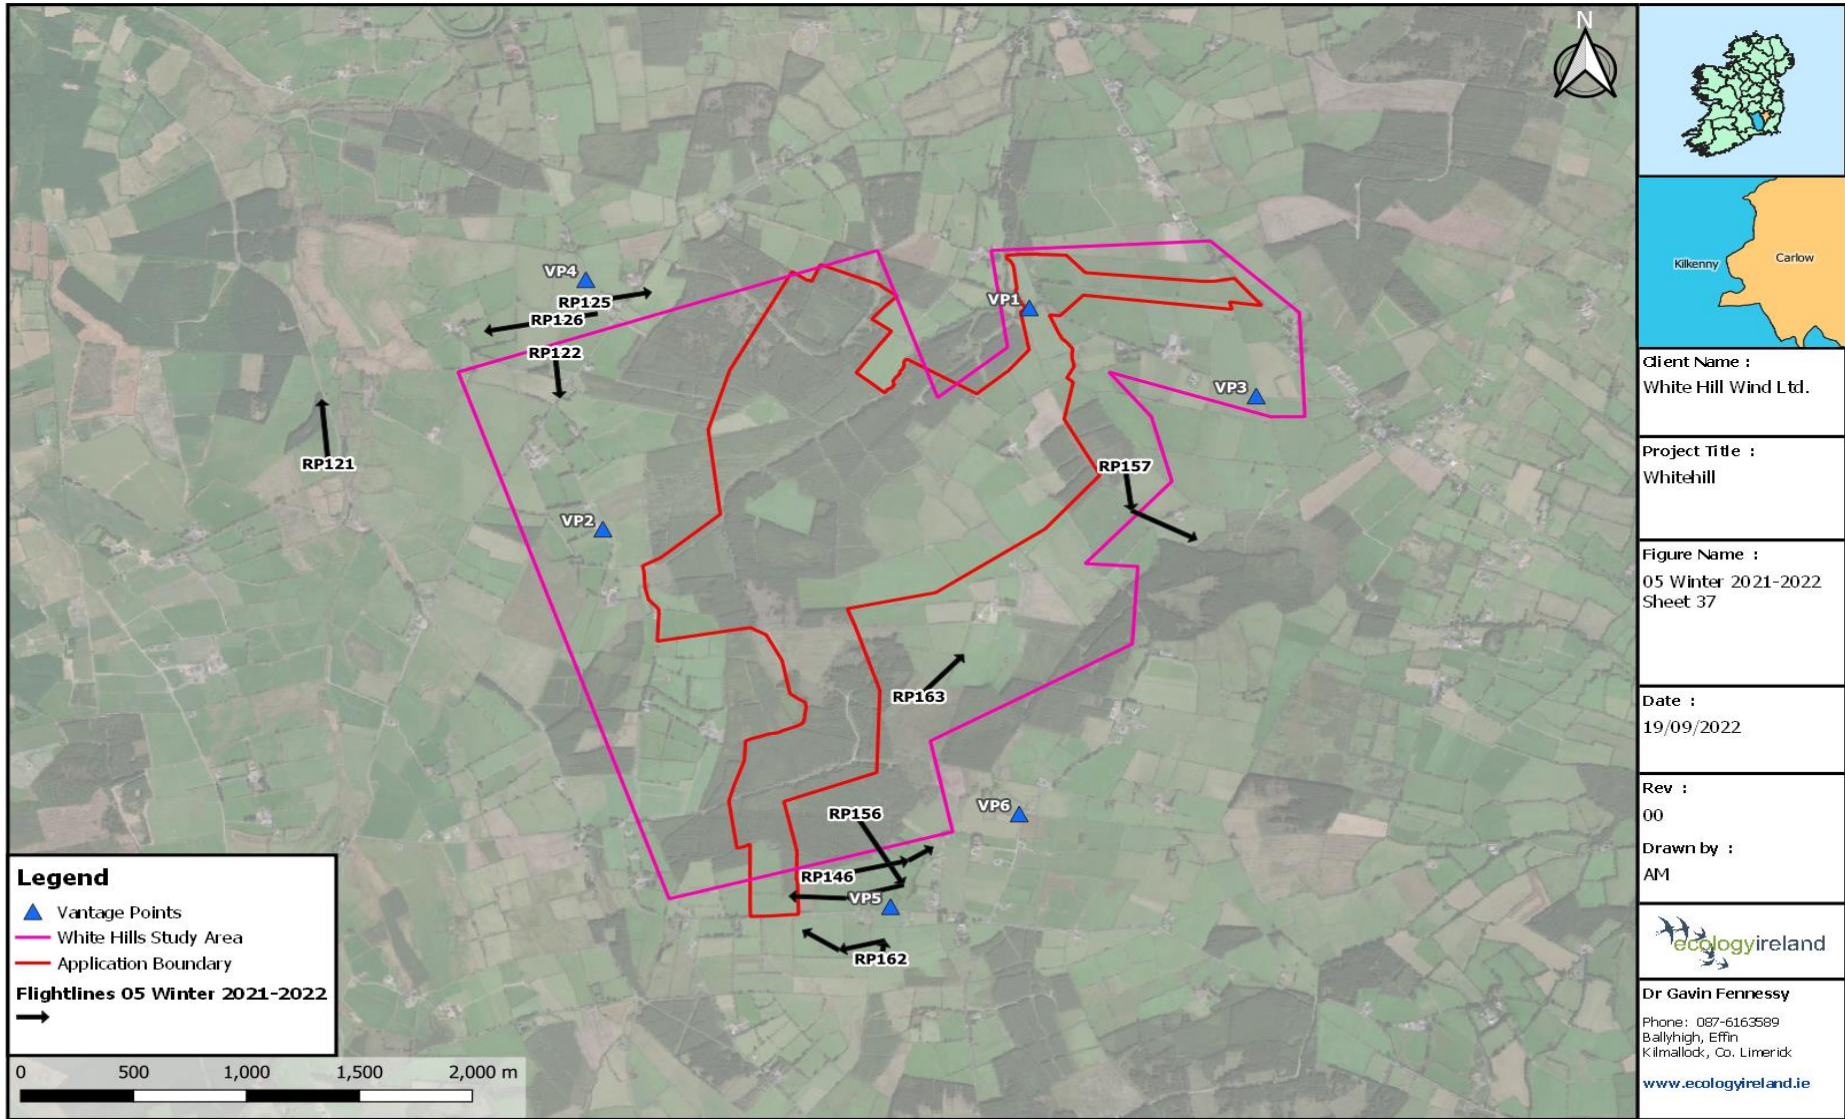 N
VP4
RP125
RP126
RP122
RP121
VP2
VP1
VP3
RP157
RP163
VP6
RP156
RP146
VP5
RP162
Legend
Vantage Points
White Hills Study Area
Application Boundary
Flightlines 05 Winter 2021-2022
0 500 1,000 1,500 2,000 m
Kilkenny Carlow
Client Name :
White Hill Wind Ltd.
Project Title :
Whitehill
Figure Name :
05 Winter 2021-2022
Sheet 37
Date :
19/09/2022
Rev :
00
Drawn by :
AM
ecologyireland
Dr Gavin Fennessy
Phone: 087-6163589
Ballyhigh, Effin
Kilmallock, Co. Limerick
www.ecologyireland.ie